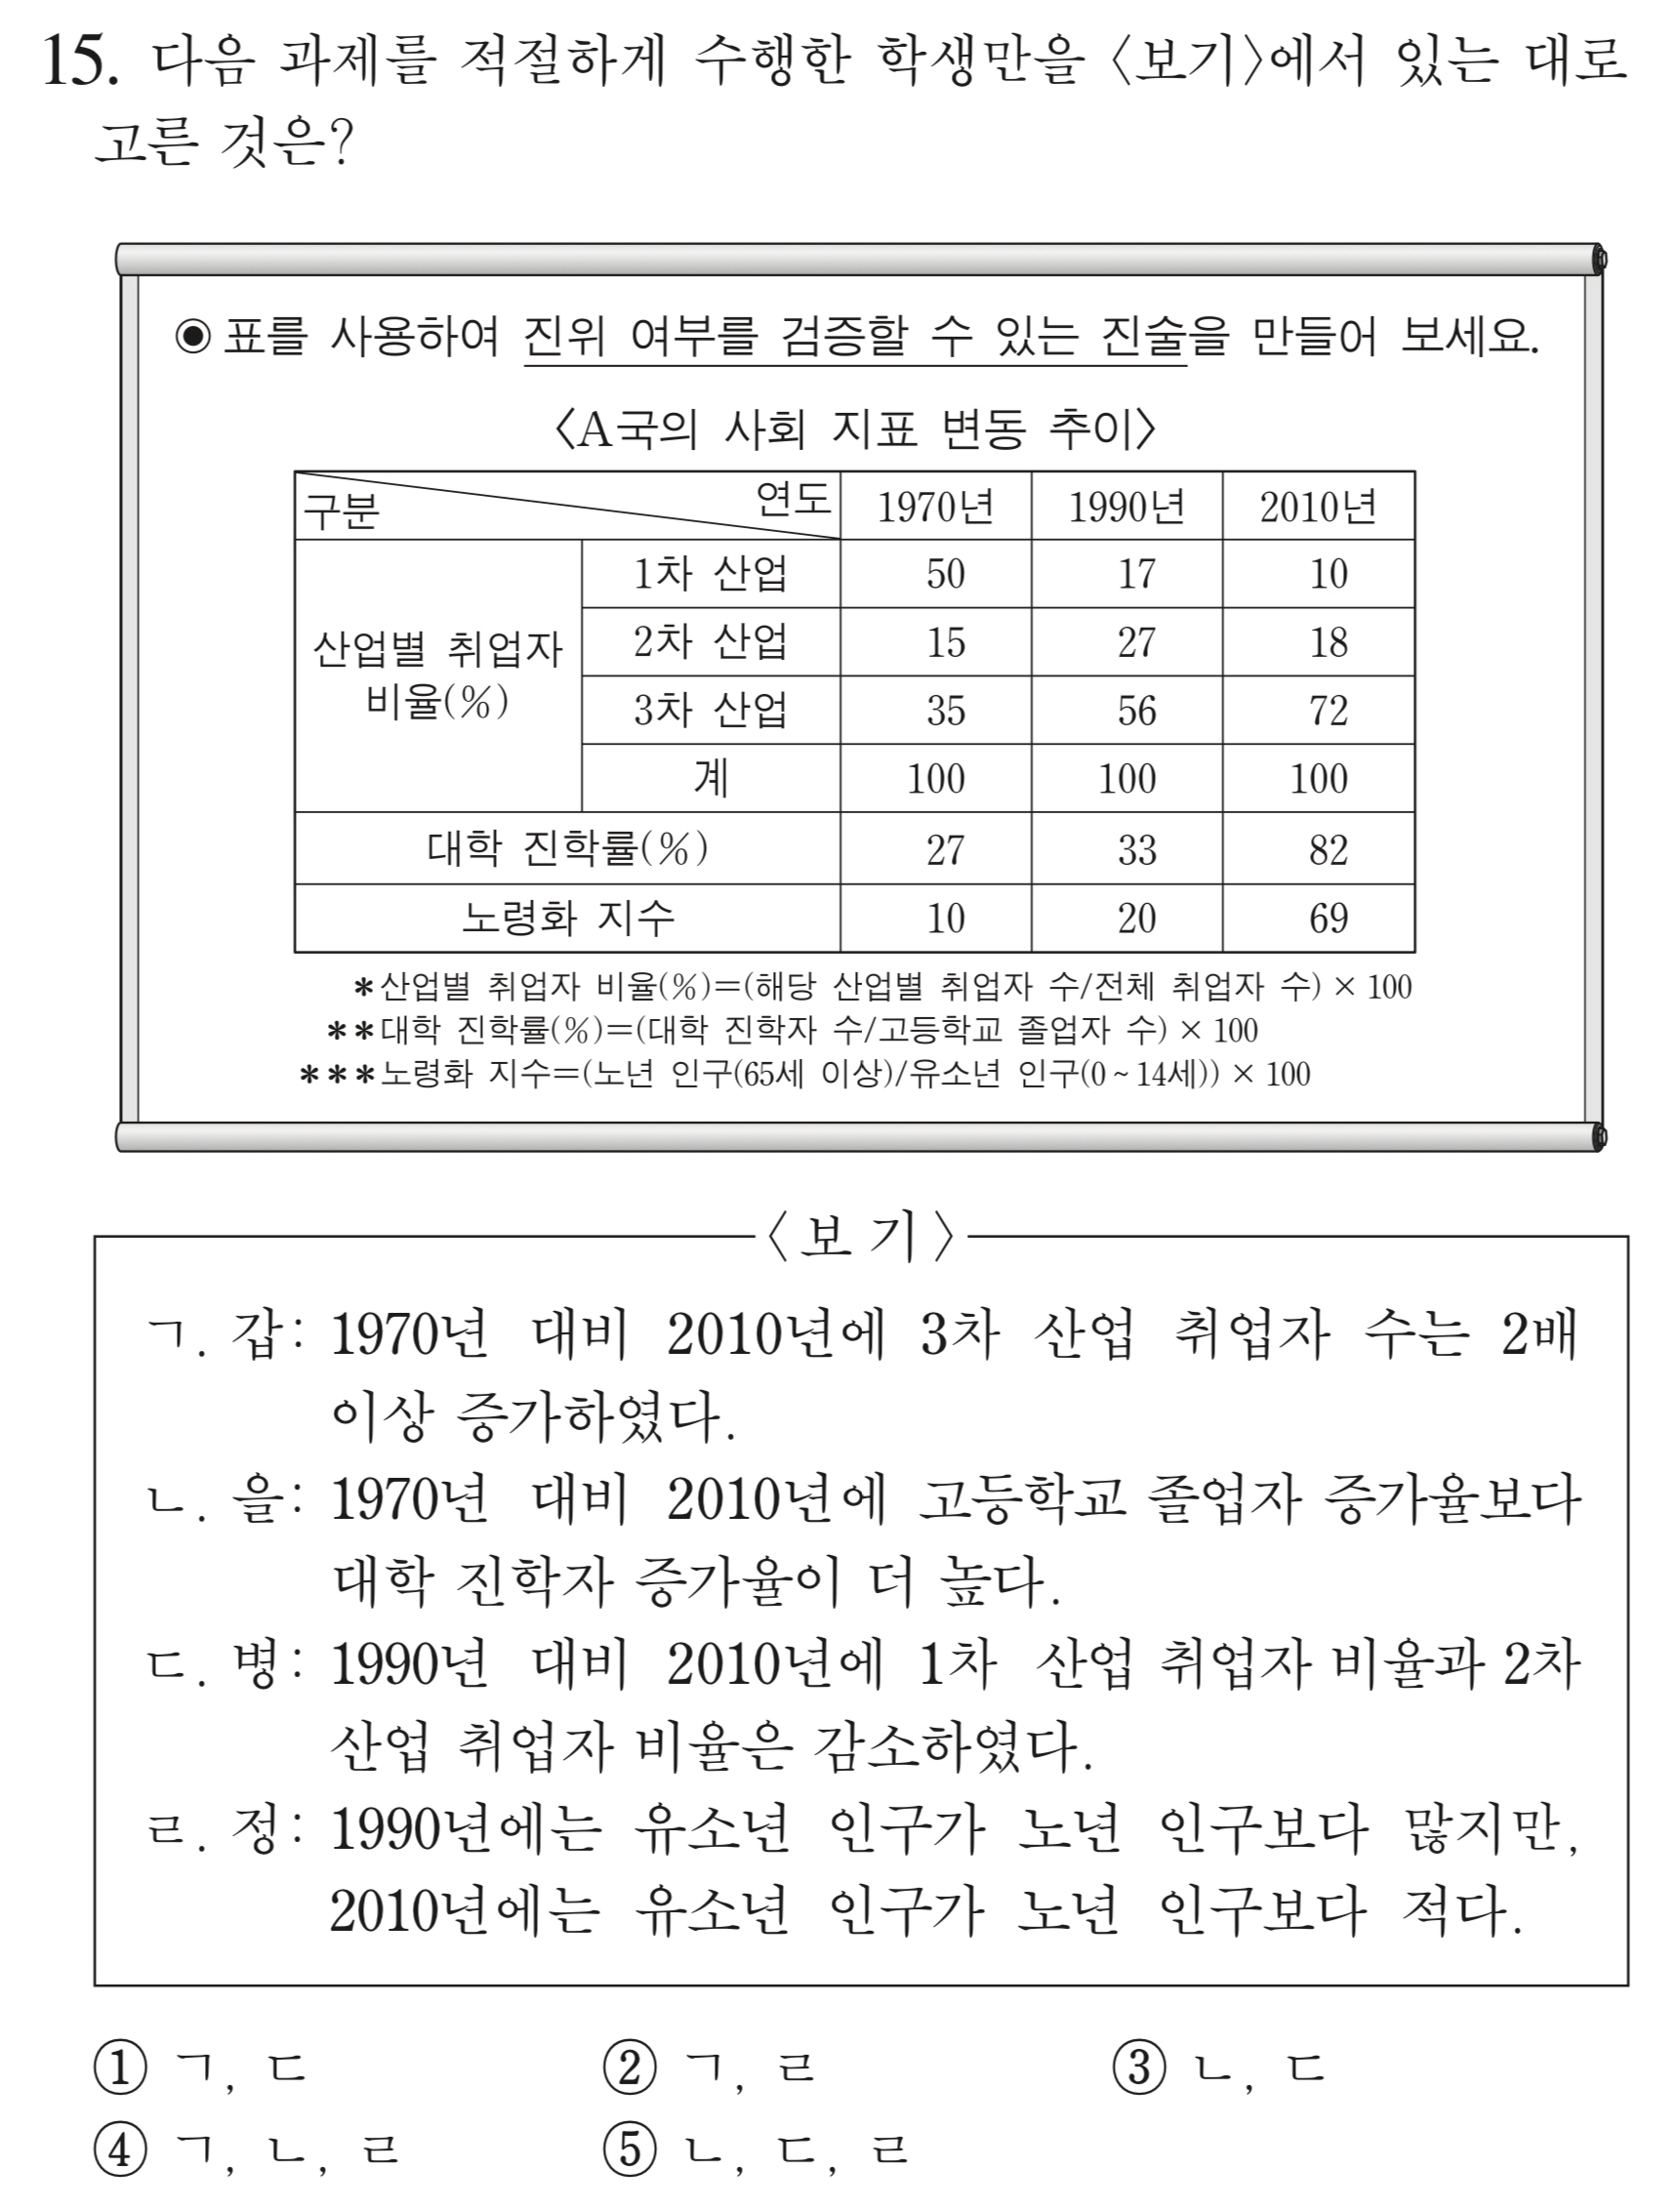 15. 다음 과제를 적절하게 수행한 학생만을 〈보기〉에서 있는 대로
고른 것은?
◉ 표를 사용하여 진위 여부를 검증할 수 있는 진술을 만들어 보세요.
〈A국의 사회 지표 변동 추이〉
구분 연도 1970년 1990년 2010년
산업별 취업자 비율(%) 1차 산업 50 17 10
2차 산업 15 27 18
3차 산업 35 56 72
계 100 100 100
대학 진학률(%) 27 33 82
노령화 지수 10 20 69
*산업별 취업자 비율(%)=(해당 산업별 취업자 수/전체 취업자 수) × 100
**대학 진학률(%)=(대학 진학자 수/고등학교 졸업자 수) × 100
***노령화 지수=(노년 인구(65세 이상)/유소년 인구(0~14세)) × 100
〈보기〉
ㄱ. 갑: 1970년 대비 2010년에 3차 산업 취업자 수는 2배
이상 증가하였다.
ㄴ. 을: 1970년 대비 2010년에 고등학교 졸업자 증가율보다
대학 진학자 증가율이 더 높다.
ㄷ. 병: 1990년 대비 2010년에 1차 산업 취업자 비율과 2차
산업 취업자 비율은 감소하였다.
ㄹ. 정: 1990년에는 유소년 인구가 노년 인구보다 많지만,
2010년에는 유소년 인구가 노년 인구보다 적다.
① ㄱ, ㄷ ② ㄱ, ㄹ ③ ㄴ, ㄷ
④ ㄱ, ㄴ, ㄹ ⑤ ㄴ, ㄷ, ㄹ